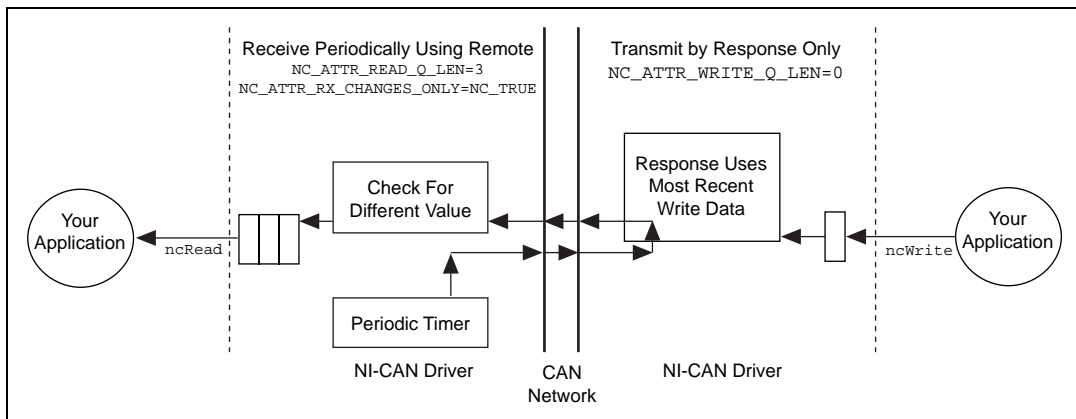 Receive Periodically Using Remote
NC_ATTR_READ_Q_LEN=3
NC_ATTR_RX_CHANGES_ONLY=NC_TRUE
Transmit by Response Only
NC_ATTR_WRITE_Q_LEN=0
Your
Application
ncRead
Check For
Different Value
Periodic Timer
Response Uses
Most Recent
Write Data
ncWrite
Your
Application
NI-CAN Driver
CAN
Network
NI-CAN Driver